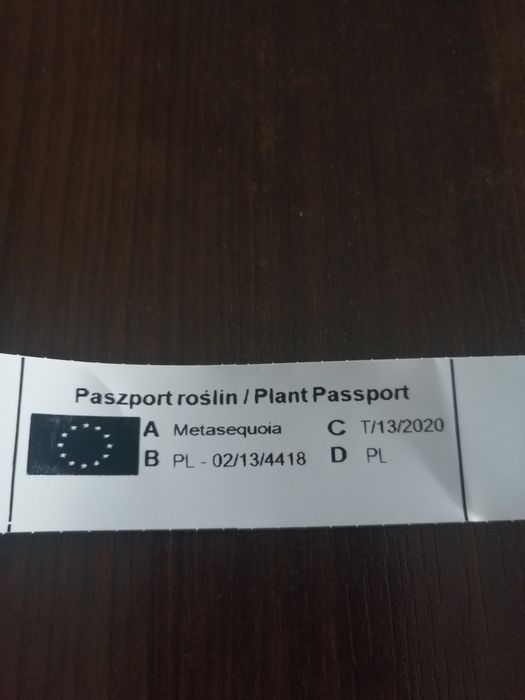 Paszport roślin / Plant Passport
A Metasequoia C T/13/2020
B PL - 02/13/4418 D PL